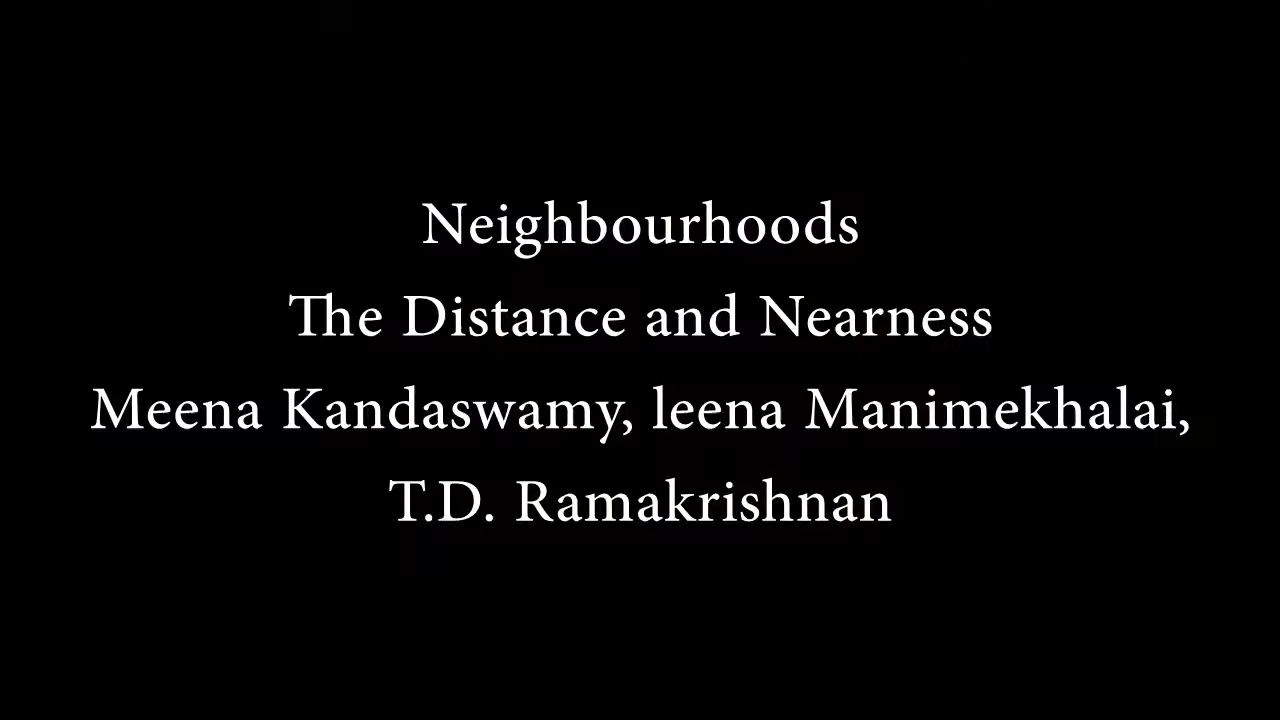 Neighbourhoods
The Distance and Nearness
Meena Kandaswamy, leena Manimekhalai,
T.D. Ramakrishnan